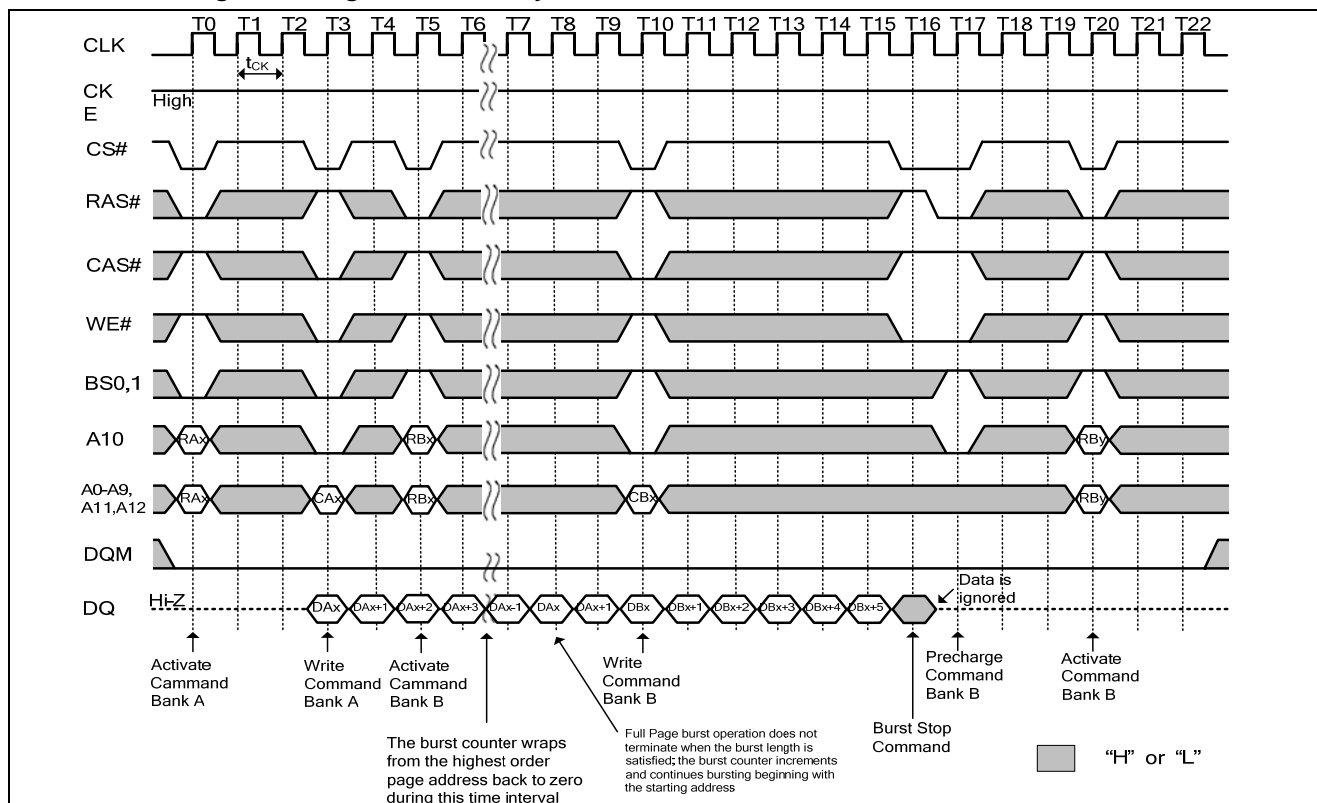 T0 T1 T2 T3 T4 T5 T6 T7 T8 T9 T10 T11 T12 T13 T14 T15 T16 T17 T18 T19 T20 T21 T22
CLK
tCK
CK
E
High
CS#
RAS#
CAS#
WE#
BS0,1
A10
RAx RBx RBy
A0-A9,
A11,A12
RAx CAx RBx CBx RBy
DQM
DQ
Hi-Z
DAx DAx+1 DAx+2 DAx+3 DAx-1 DAx DAx+1 DBx DBx+1 DBx+2 DBx+3 DBx+4 DBx+5
Data is
ignored
Activate
Cammand
Bank A
Write
Command
Bank A
Activate
Cammand
Bank B
Write
Command
Bank B
Precharge
Command
Bank B
Activate
Command
Bank B
The burst counter wraps
from the highest order
page address back to zero
during this time interval
Full Page burst operation does not
terminate when the burst length is
satisfied; the burst counter increments
and continues bursting beginning with
the starting address
Burst Stop
Command
"H" or "L"